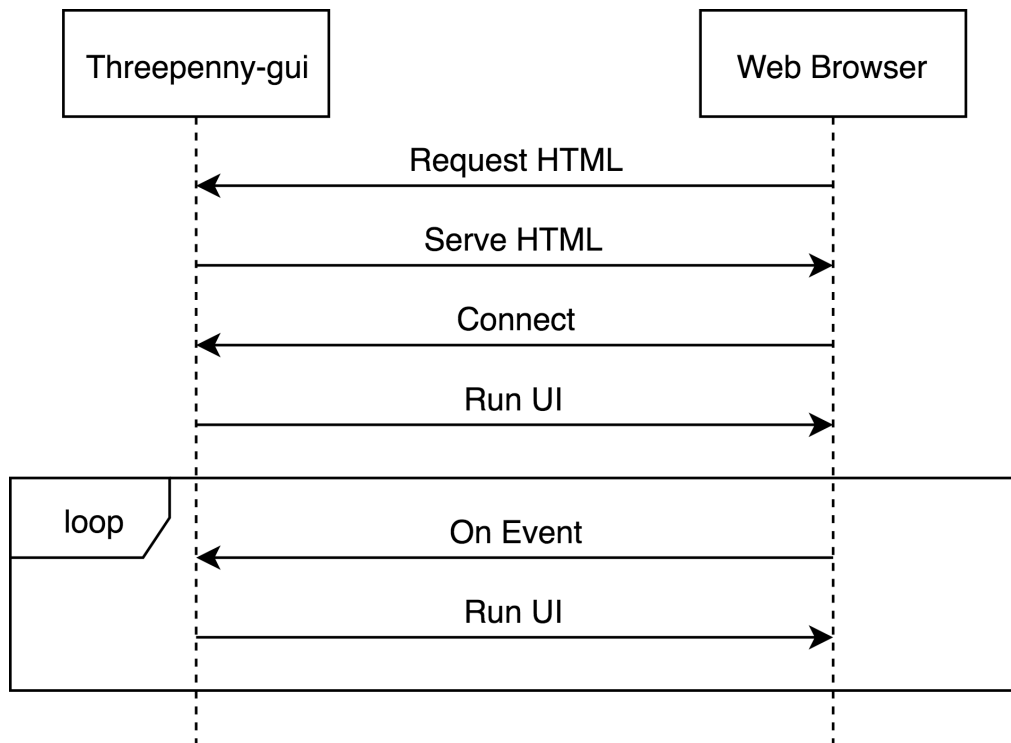 Threepenny-gui
Web Browser
Request HTML
Serve HTML
Connect
Run UI
loop
On Event
Run UI